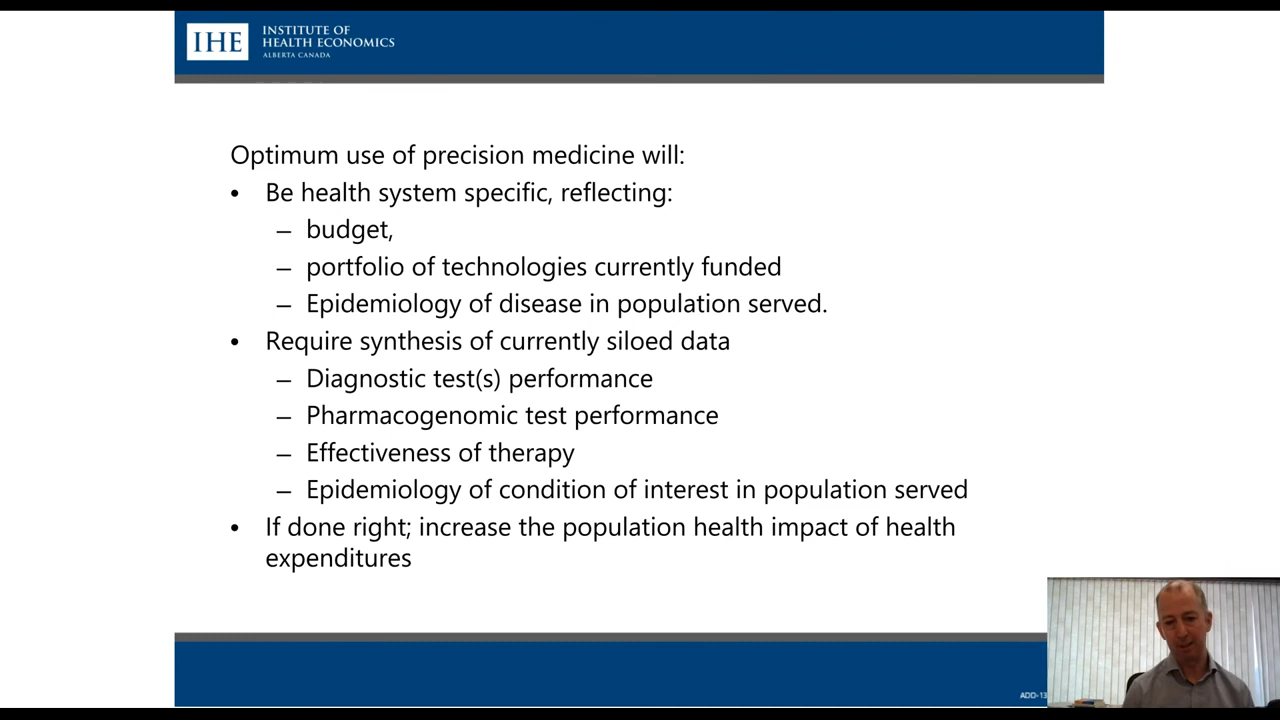 IHE
INSTITUTE OF
HEALTH ECONOMICS
ALBERTA CANADA
Optimum use of precision medicine will:
• Be health system specific, reflecting:
– budget,
– portfolio of technologies currently funded
– Epidemiology of disease in population served.
• Require synthesis of currently siloed data
– Diagnostic test(s) performance
– Pharmacogenomic test performance
– Effectiveness of therapy
– Epidemiology of condition of interest in population served
• If done right; increase the population health impact of health
expenditures
ADD-13